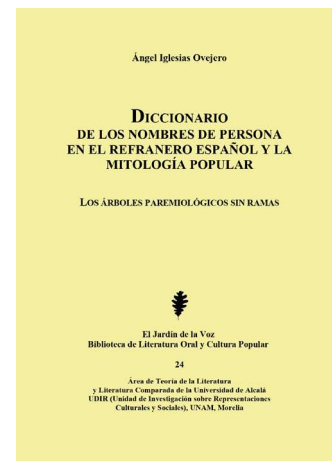 Ángel Iglesias Ovejero
DICCIONARIO
DE LOS NOMBRES DE PERSONA
EN EL REFRANERO ESPAÑOL Y LA
MITOLOGÍA POPULAR
LOS ÁRBOLES PAREMIOLÓGICOS SIN RAMAS
El Jardín de la Voz
Biblioteca de Literatura Oral y Cultura Popular
24
Área de Teoría de la Literatura
y Literatura Comparada de la Universidad de Alcalá
UDIR (Unidad de Investigación sobre Representaciones
Culturales y Sociales), UNAM, Morelia